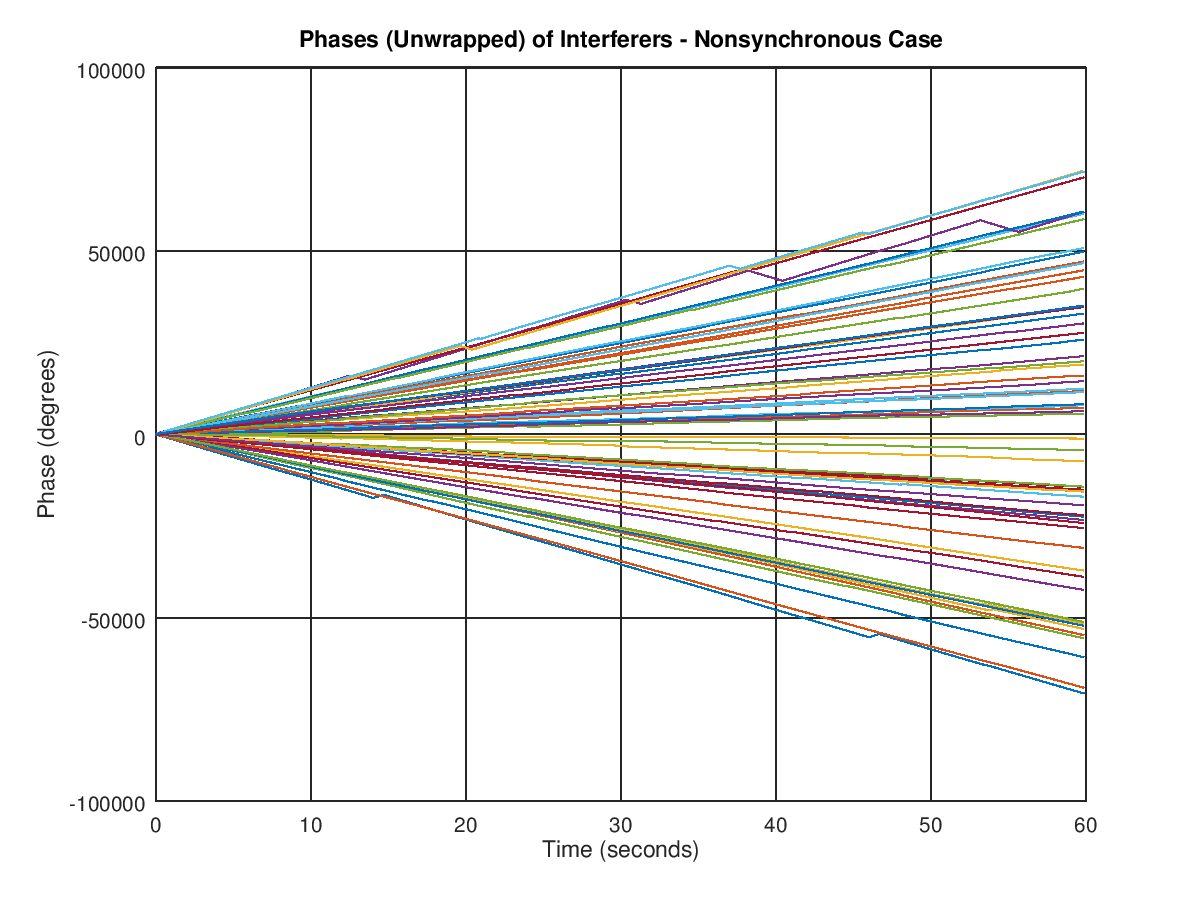 Phases (Unwrapped) of Interferers - Nonsynchronous Case
100000
50000
0
-50000
-100000
Phase (degrees)
0 10 20 30 40 50 60
Time (seconds)